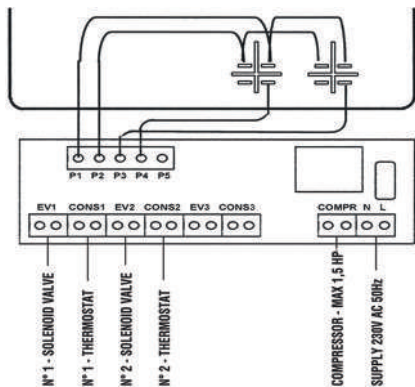 P1 P2 P3 P4 P5
EV1 CONS1 EV2 CONS2 EV3 CONS3 COMPR N L
N° 1 - SOLENOID VALVE
N° 1 - THERMOSTAT
N° 2 - SOLENOID VALVE
N° 2 - THERMOSTAT
COMPRESSOR - MAX 1,5 HP
SUPPLY 230V AC 50Hz